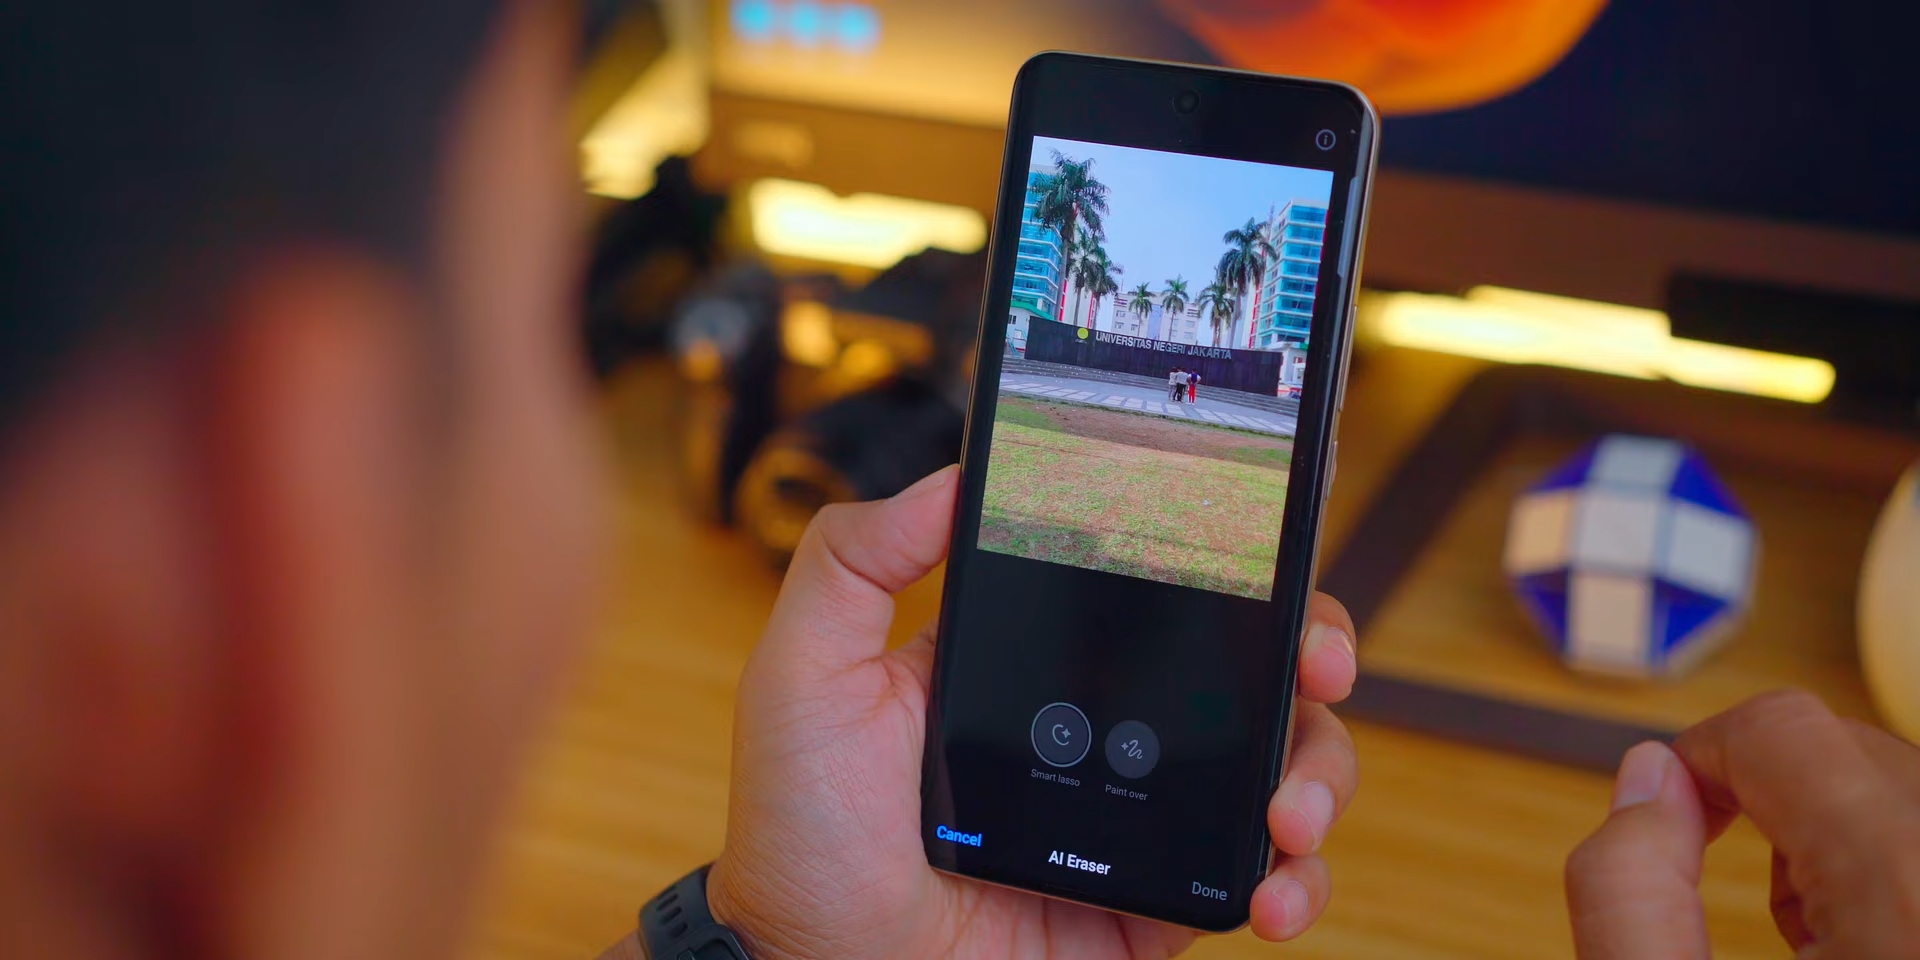 UNIVERSITAS NEGERI JAKARTA
Smart lasso
Paint over
Cancel
AI Eraser
Done